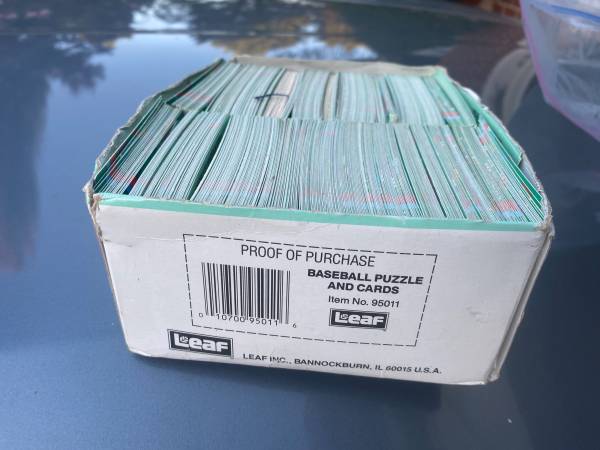 PROOF OF PURCHASE
BASEBALL PUZZLE
AND CARDS
Item No. 95011
Leaf
0 10700 95011 6
Leaf
LEAF INC., BANNOCKBURN, IL 60015 U.S.A.